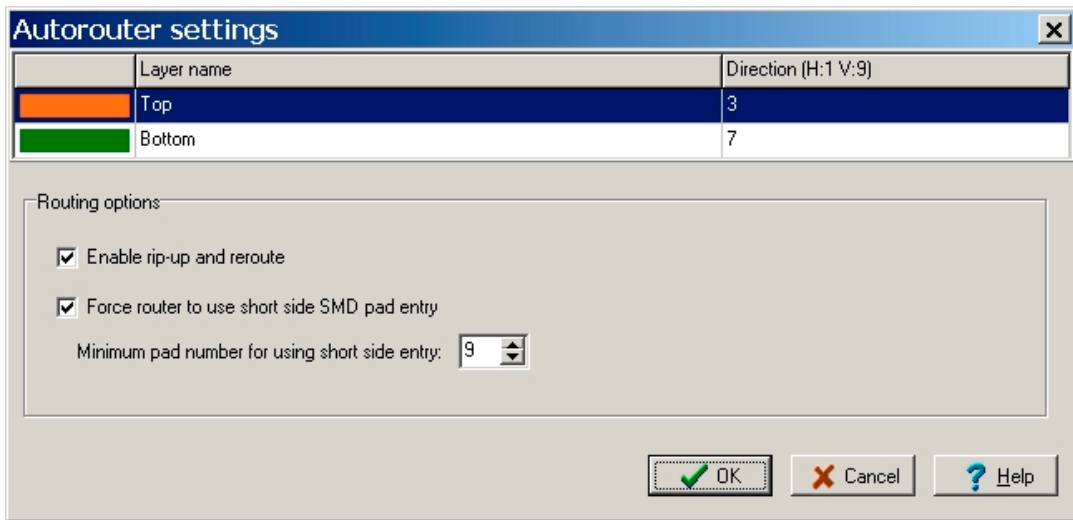 Autorouter settings
Layer name Direction (H:1 V:9)
Top 3
Bottom 7
Routing options
Enable rip-up and reroute
Force router to use short side SMD pad entry
Minimum pad number for using short side entry: 9
OK Cancel Help